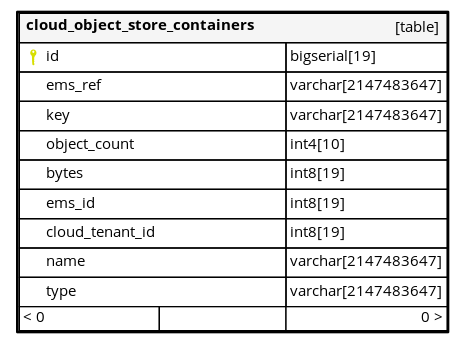 cloud_object_store_containers [table]
id bigserial[19]
ems_ref varchar[2147483647]
key varchar[2147483647]
object_count int4[10]
bytes int8[19]
ems_id int8[19]
cloud_tenant_id int8[19]
name varchar[2147483647]
type varchar[2147483647]
< 0 0 >